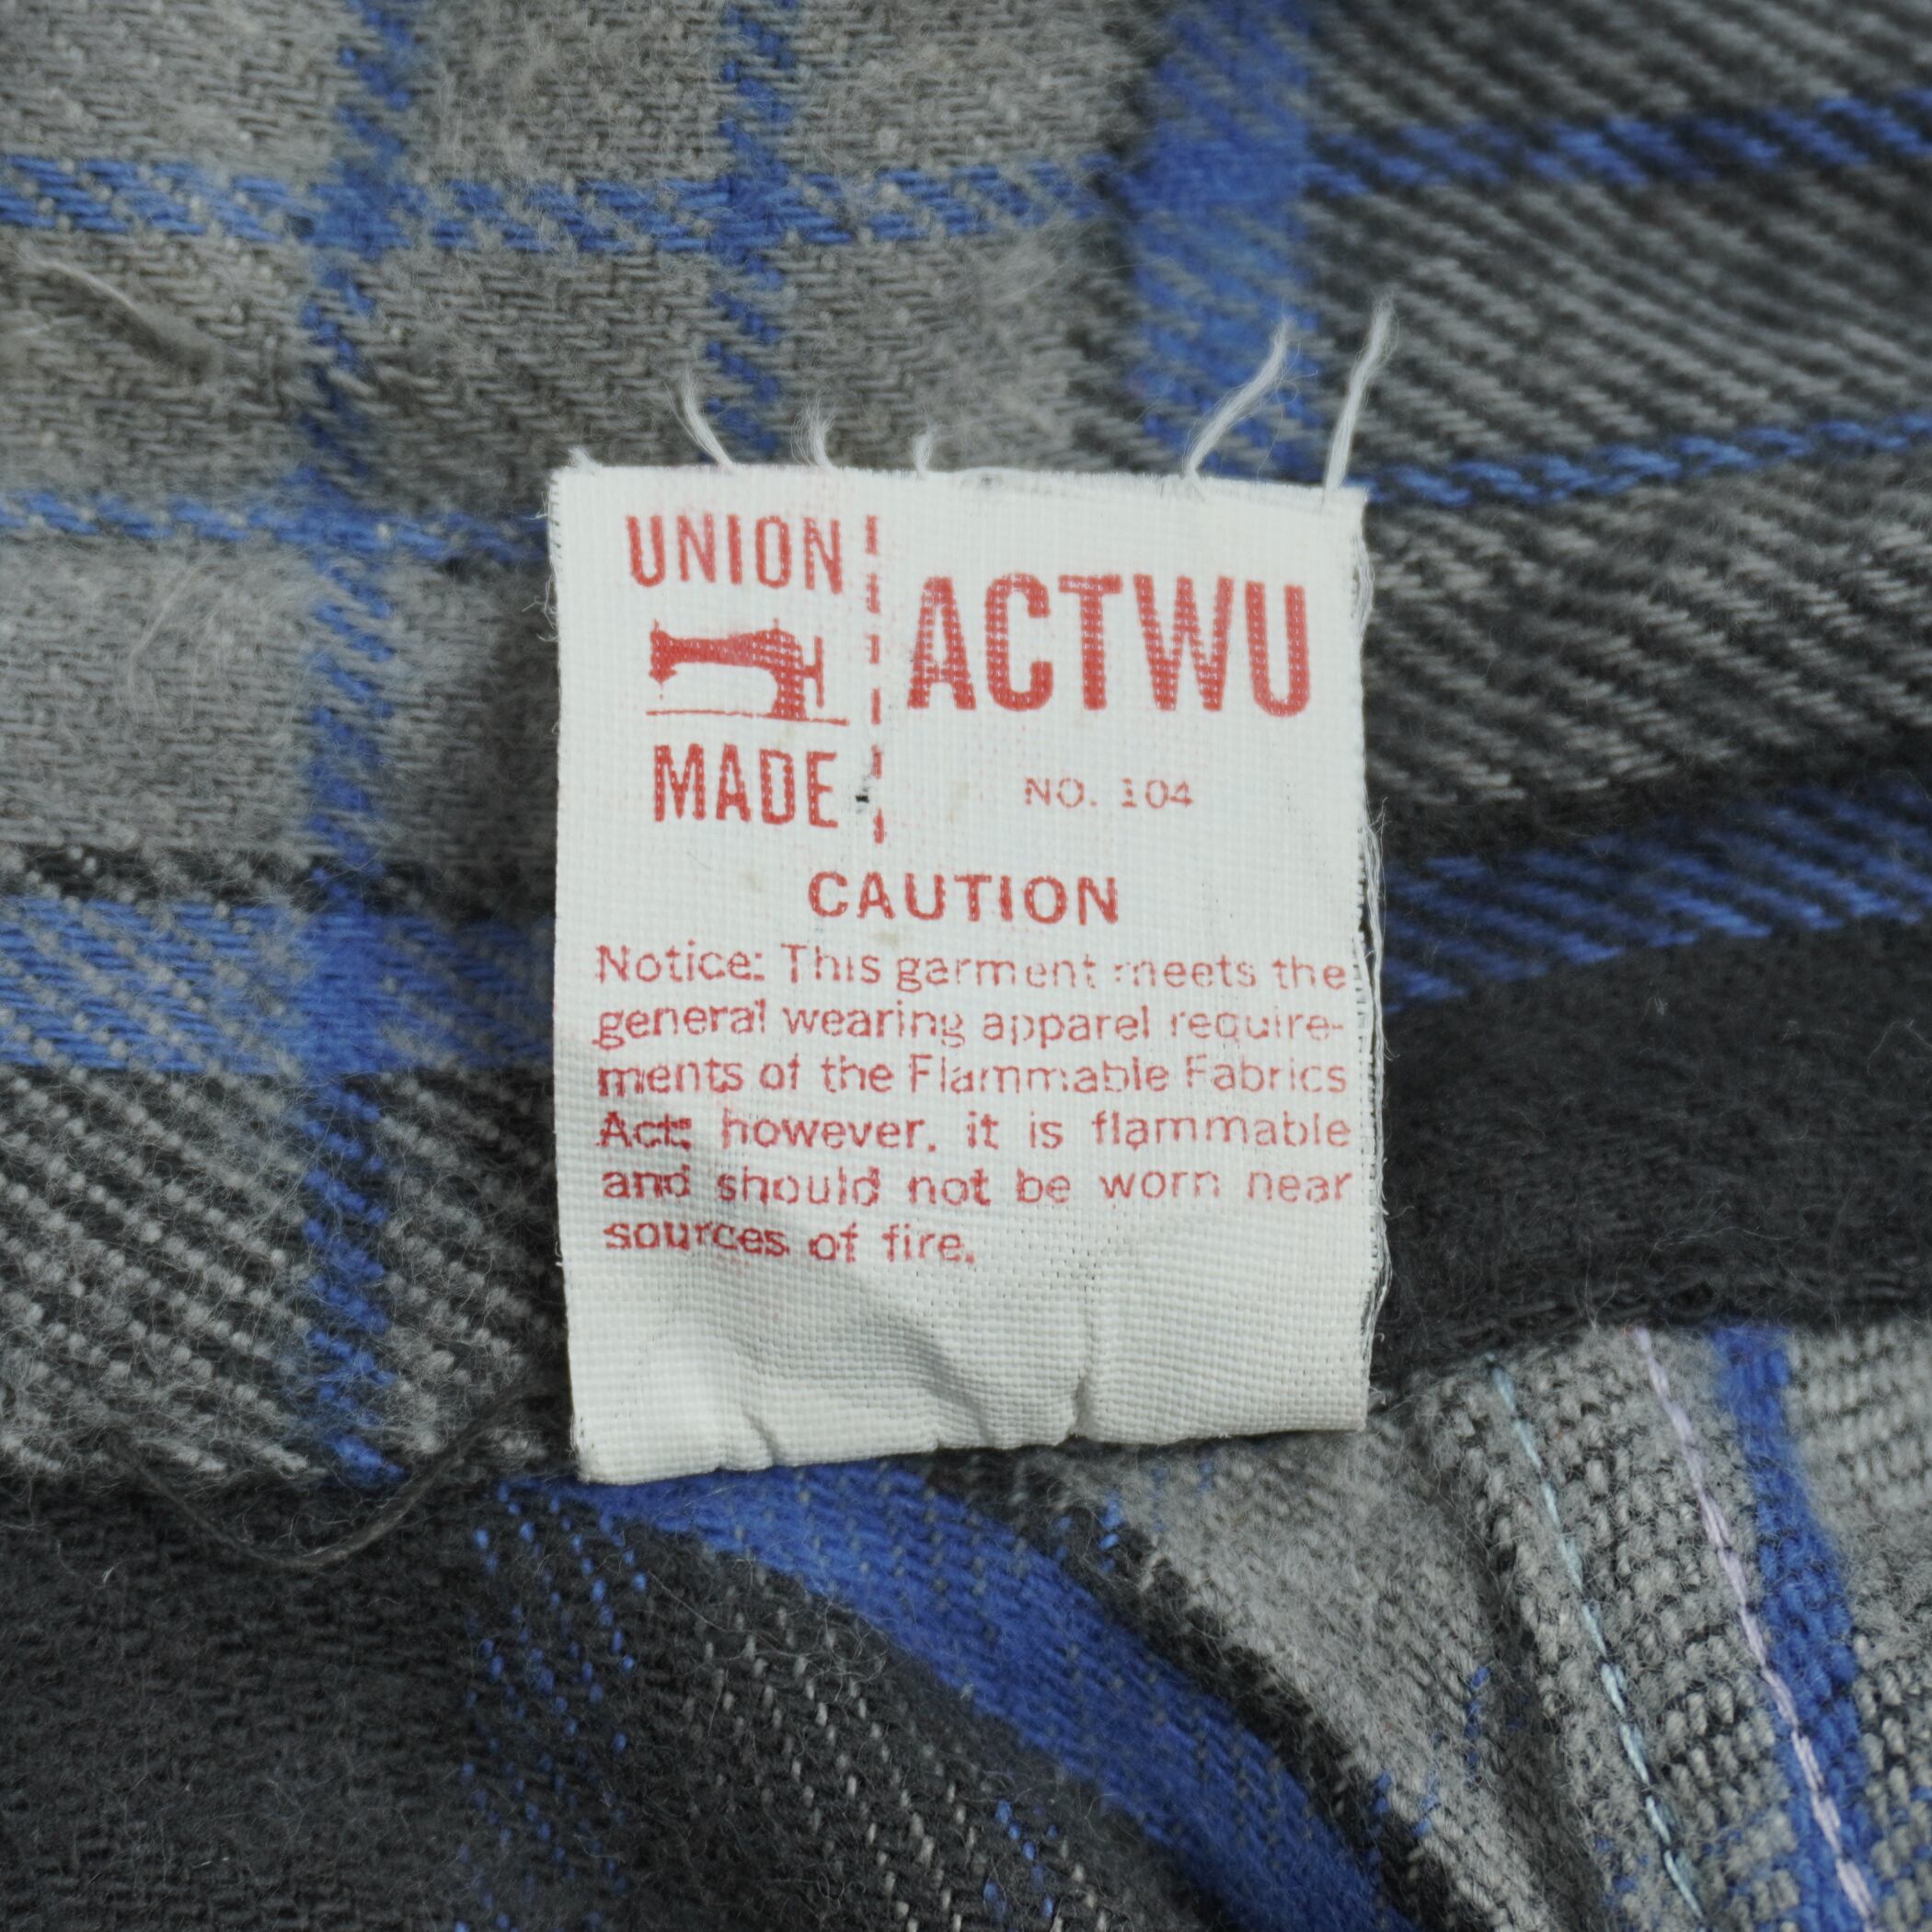 UNION
MADE
ACTWU
NO. 104
CAUTION
Notice: This garment meets the
general wearing apparel require-
ments of the Flammable Fabrics
Act; however, it is flammable
and should not be worn near
sources of fire.